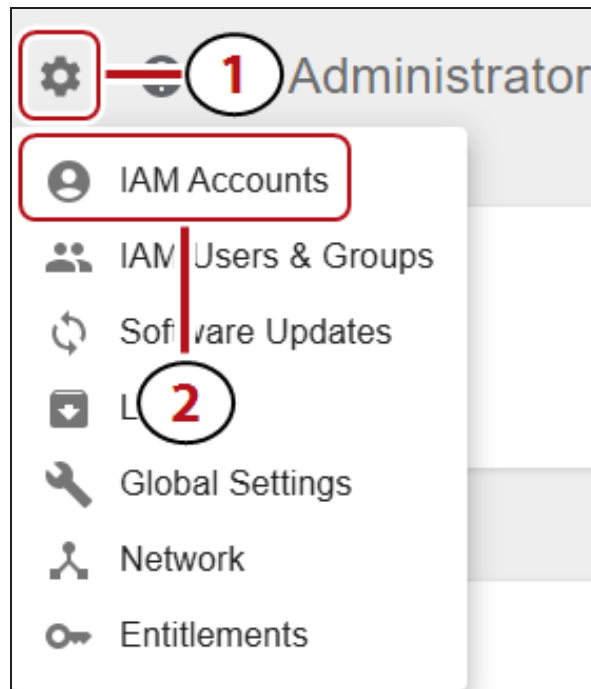 1 Administrator
IAM Accounts
IAM Users & Groups
Software Updates
2
Global Settings
Network
Entitlements